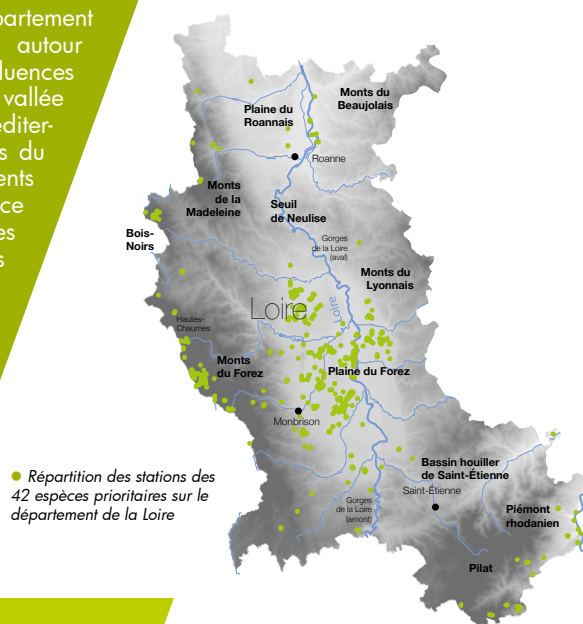 partement
autour
luences
vallée
éditer-
s du
ents
ce
es
s
Monts du
Beaujolais
Plaine du
Roannais
Roanne
Monts
de la
Madeleine
Seuil
de Neulise
Bois-
Noirs
Gorges
de la Loire
(aval)
Monts du
Lyonnais
Loire
Loire
Hautes-
Chaumes
Monts
du Forez
Plaine du Forez
Monbrison
Bassin houiller
de Saint-Étienne
Saint-Étienne
Gorges
de la Loire
(amont)
Piémont
rhodanien
Pilat
Répartition des stations des
42 espèces prioritaires sur le
département de la Loire